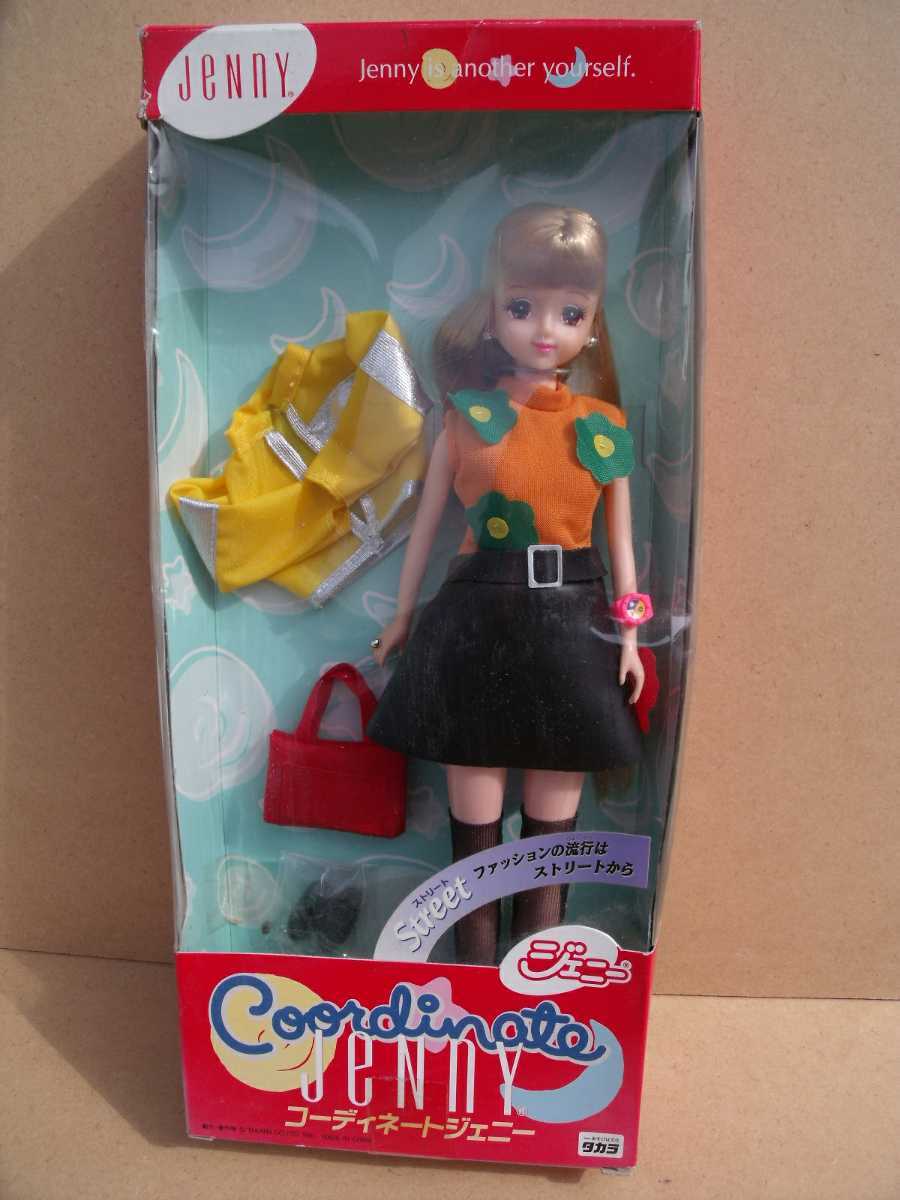 JENNY®
Jenny is another yourself.
ファッションの流行は
ストリートから
ストリート
Street
ジェニー®
Coordinate
JENNY®
コーディネートジェニー
タカラ